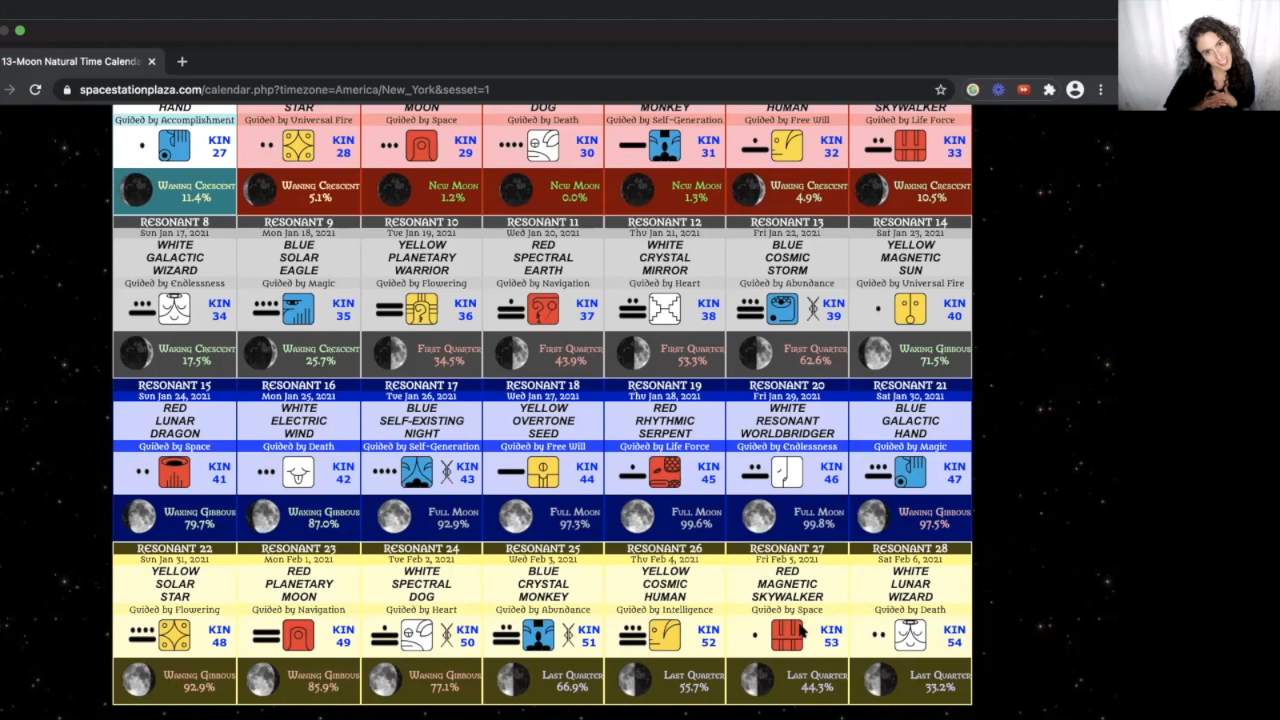 13-Moon Natural Time Calenda
spacestationplaza.com/calendar.php?timezone=America/New_York&sesset=1
HAND STAR MOON DOG MONKEY HUMAN SKYWALKER
Guided by Accomplishment Guided by Universal Fire Guided by Space Guided by Death Guided by Self-Generation Guided by Free Will Guided by Life Force
KIN KIN KIN KIN KIN KIN KIN
27 28 29 30 31 32 33
Waning Crescent Waning Crescent New Moon New Moon New Moon Waxing Crescent Waxing Crescent
11.4% 5.1% 1.2% 0.0% 1.3% 4.9% 10.5%
RESONANT 8 RESONANT 9 RESONANT 10 RESONANT 11 RESONANT 12 RESONANT 13 RESONANT 14
Sun Jan 17, 2021 Mon Jan 18, 2021 Tue Jan 19, 2021 Wed Jan 20, 2021 Thu Jan 21, 2021 Fri Jan 22, 2021 Sat Jan 23, 2021
WHITE BLUE YELLOW RED WHITE BLUE YELLOW
GALACTIC SOLAR PLANETARY SPECTRAL CRYSTAL COSMIC MAGNETIC
WIZARD EAGLE WARRIOR EARTH MIRROR STORM SUN
Guided by Endlessness Guided by Magic Guided by Flowering Guided by Navigation Guided by Heart Guided by Abundance Guided by Universal Fire
KIN KIN KIN KIN KIN KIN KIN
34 35 36 37 38 39 40
Waxing Crescent Waxing Crescent First Quarter First Quarter First Quarter First Quarter Waxing Gibbous
17.5% 25.7% 34.5% 43.9% 53.3% 62.6% 71.5%
RESONANT 15 RESONANT 16 RESONANT 17 RESONANT 18 RESONANT 19 RESONANT 20 RESONANT 21
Sun Jan 24, 2021 Mon Jan 25, 2021 Tue Jan 26, 2021 Wed Jan 27, 2021 Thu Jan 28, 2021 Fri Jan 29, 2021 Sat Jan 30, 2021
RED WHITE BLUE YELLOW RED WHITE BLUE
LUNAR ELECTRIC SELF-EXISTING OVERTONE RHYTHMIC RESONANT GALACTIC
DRAGON WIND NIGHT SEED SERPENT WORLDBRIDGER HAND
Guided by Space Guided by Death Guided by Self-Generation Guided by Free Will Guided by Life Force Guided by Endlessness Guided by Magic
KIN KIN KIN KIN KIN KIN KIN
41 42 43 44 45 46 47
Waxing Gibbous Waxing Gibbous Full Moon Full Moon Full Moon Full Moon Waning Gibbous
79.7% 87.0% 92.9% 97.3% 99.6% 99.8% 97.5%
RESONANT 22 RESONANT 23 RESONANT 24 RESONANT 25 RESONANT 26 RESONANT 27 RESONANT 28
Sun Jan 31, 2021 Mon Feb 1, 2021 Tue Feb 2, 2021 Wed Feb 3, 2021 Thu Feb 4, 2021 Fri Feb 5, 2021 Sat Feb 6, 2021
YELLOW RED WHITE BLUE YELLOW RED WHITE
SOLAR PLANETARY SPECTRAL CRYSTAL COSMIC MAGNETIC LUNAR
STAR MOON DOG MONKEY HUMAN SKYWALKER WIZARD
Guided by Flowering Guided by Navigation Guided by Heart Guided by Abundance Guided by Intelligence Guided by Space Guided by Death
KIN KIN KIN KIN KIN KIN KIN
48 49 50 51 52 53 54
Waning Gibbous Waning Gibbous Waning Gibbous Last Quarter Last Quarter Last Quarter Last Quarter
92.9% 85.9% 77.1% 66.9% 55.7% 44.3% 33.2%